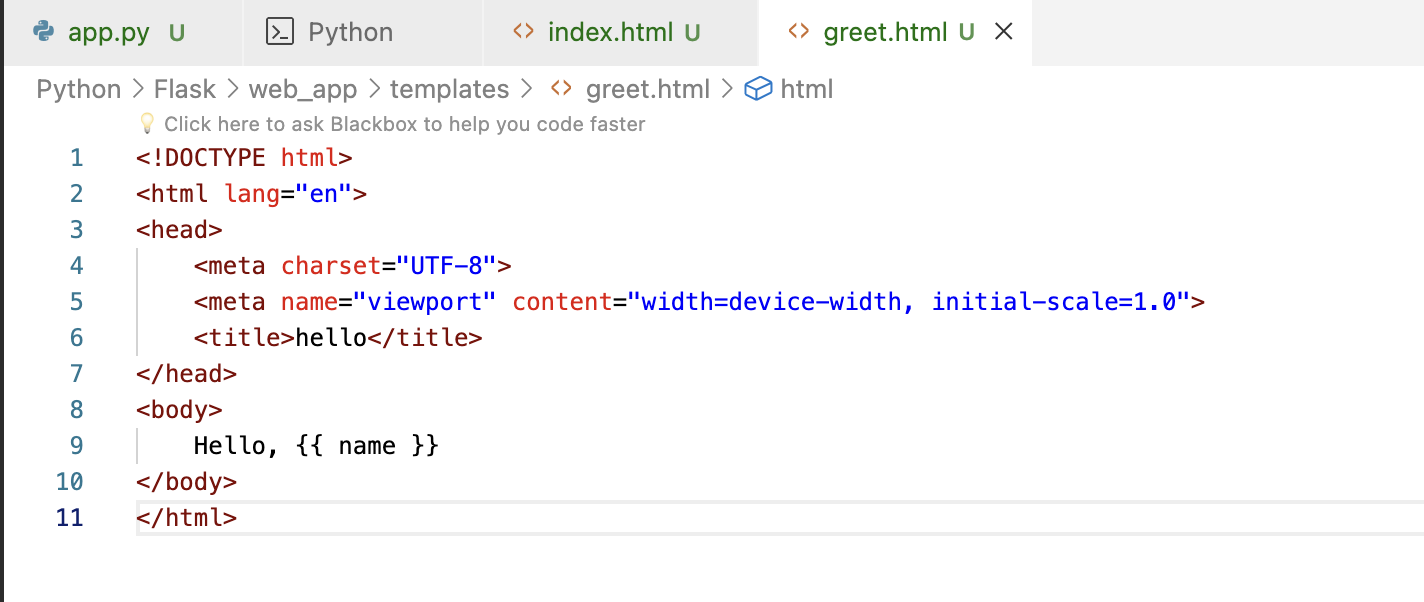 app.py U Python index.html U greet.html U
Python > Flask > web_app > templates > greet.html > html
Click here to ask Blackbox to help you code faster
1 <!DOCTYPE html>
2 <html lang="en">
3 <head>
4     <meta charset="UTF-8">
5     <meta name="viewport" content="width=device-width, initial-scale=1.0">
6     <title>hello</title>
7 </head>
8 <body>
9     Hello, {{ name }}
10 </body>
11 </html>